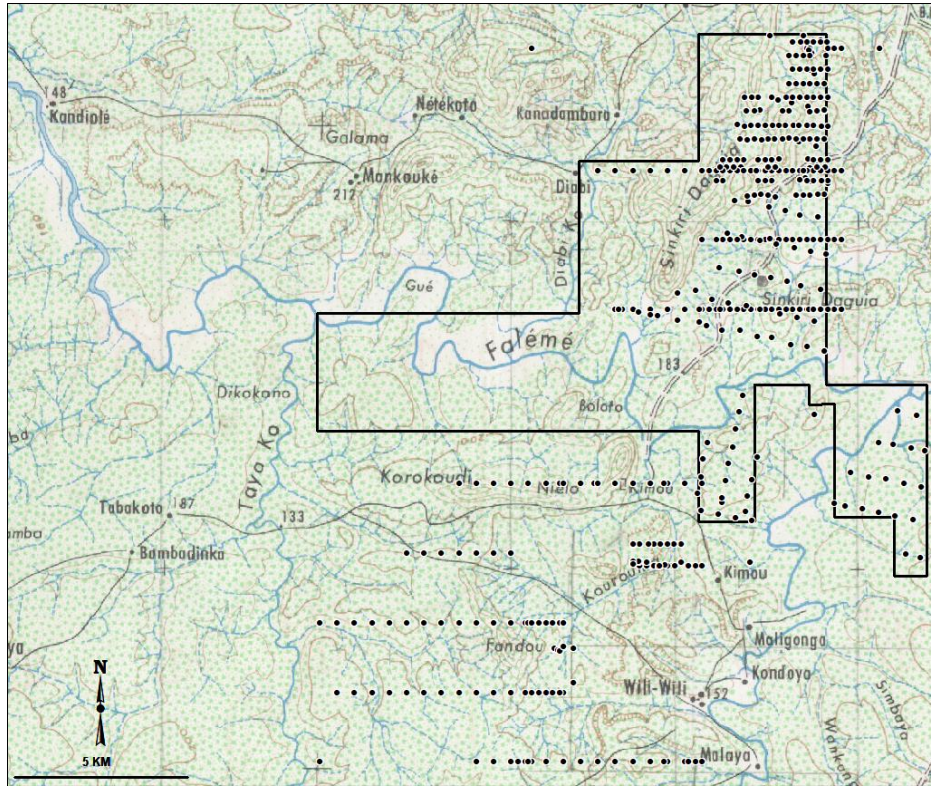 148
Kandiolé
Nétékoto
Kanadambara
Galama
Mankouké
212
Diabi
Diabi Ko
Sinkiri Daguia
Gué
Sinkiri Daguia
Falémé
183
Dikokono
Boloto
Taya Ko
Korokoudi
Nielo
Kimou
Tabakoto
187
133
Bambadinka
Kourou
Kimou
Moligonga
Fandou
Kondoya
Wili-Wili
152
Simbaya
N
5 KM
Malaya